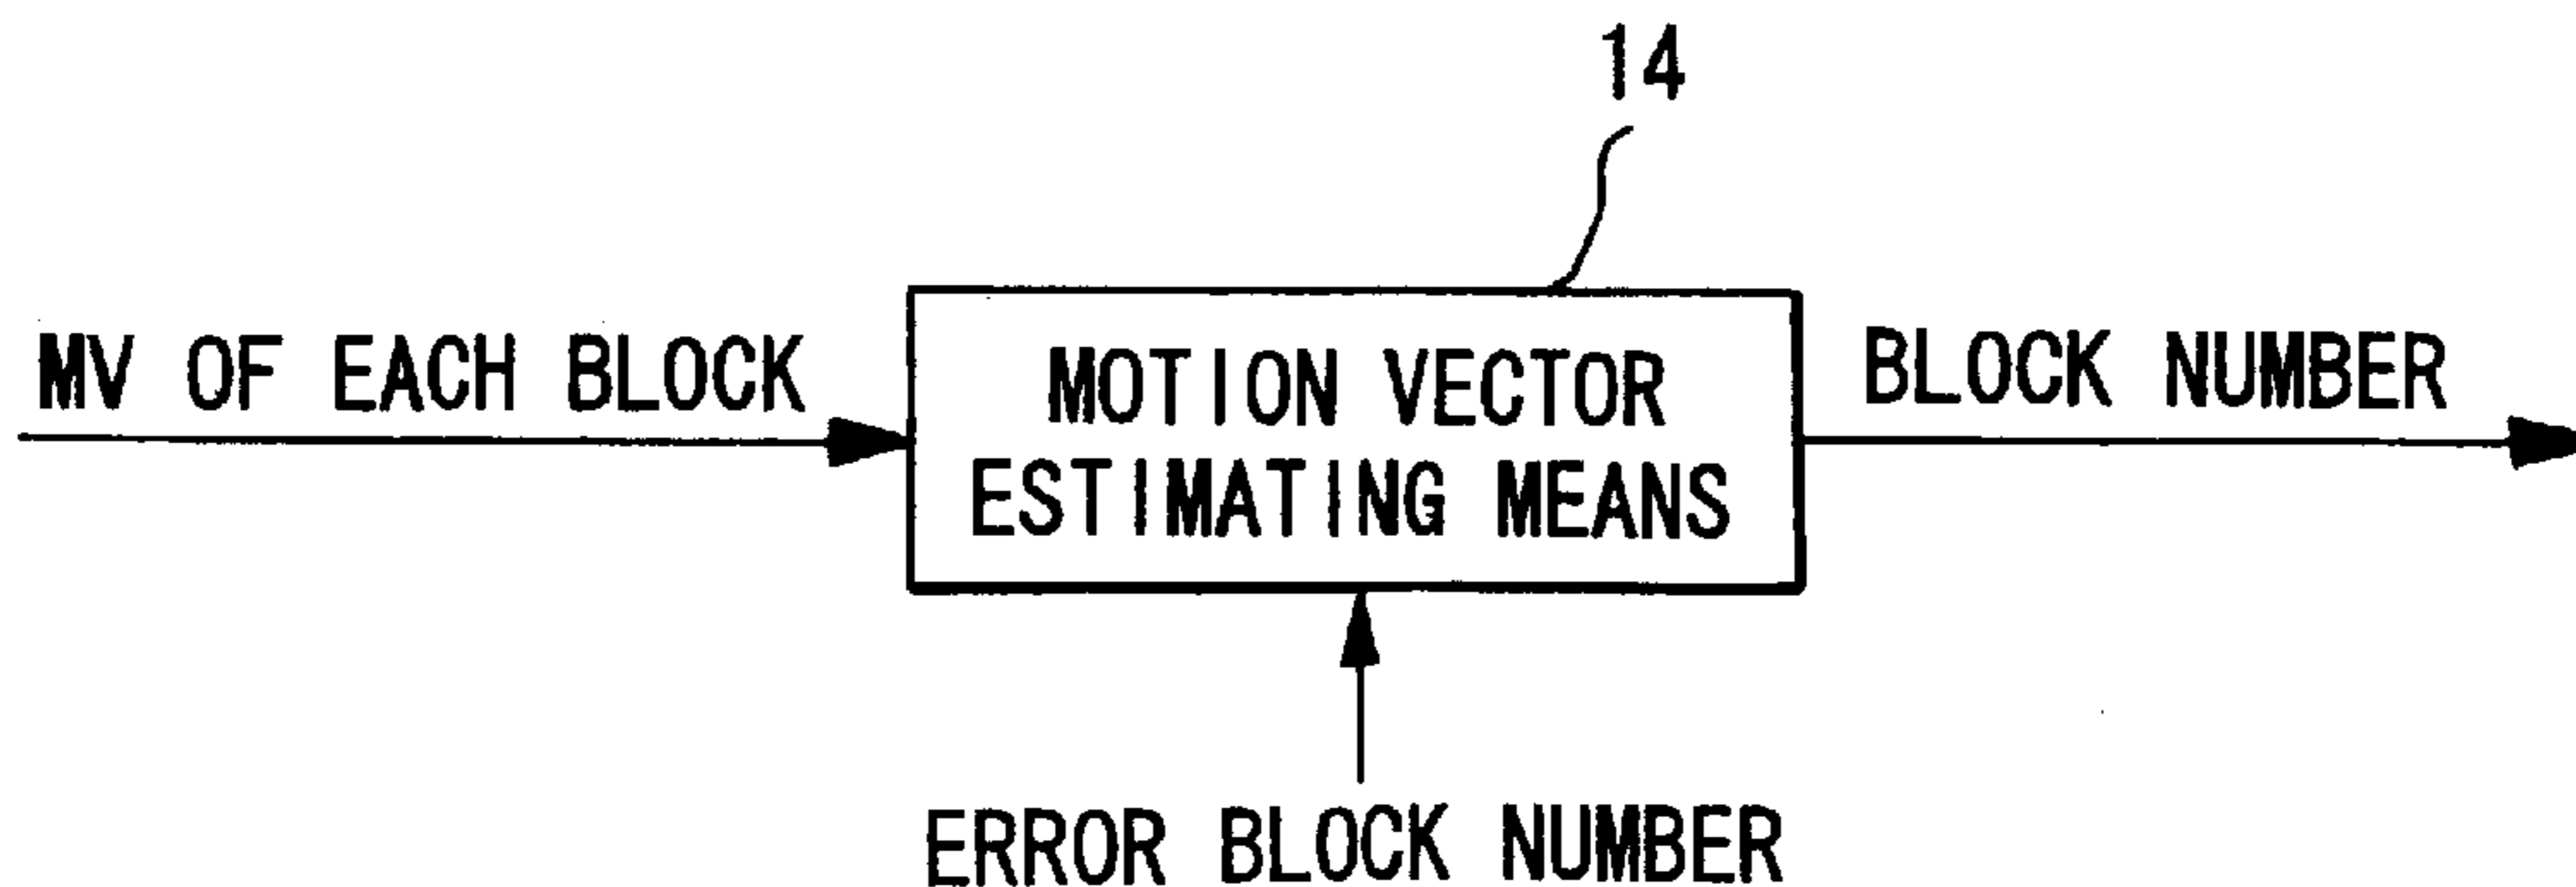 14
MV OF EACH BLOCK
MOTION VECTOR
ESTIMATING MEANS
BLOCK NUMBER
ERROR BLOCK NUMBER